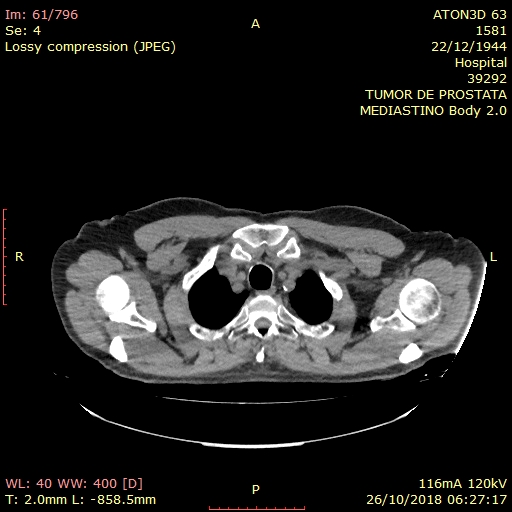 Im: 61/796
Se: 4
Lossy compression (JPEG)
A
ATON3D 63
1581
22/12/1944
Hospital
39292
TUMOR DE PROSTATA
MEDIASTINO Body 2.0
R
L
WL: 40 WW: 400 [D]
T: 2.0mm L: -858.5mm
P
116mA 120kV
26/10/2018 06:27:17